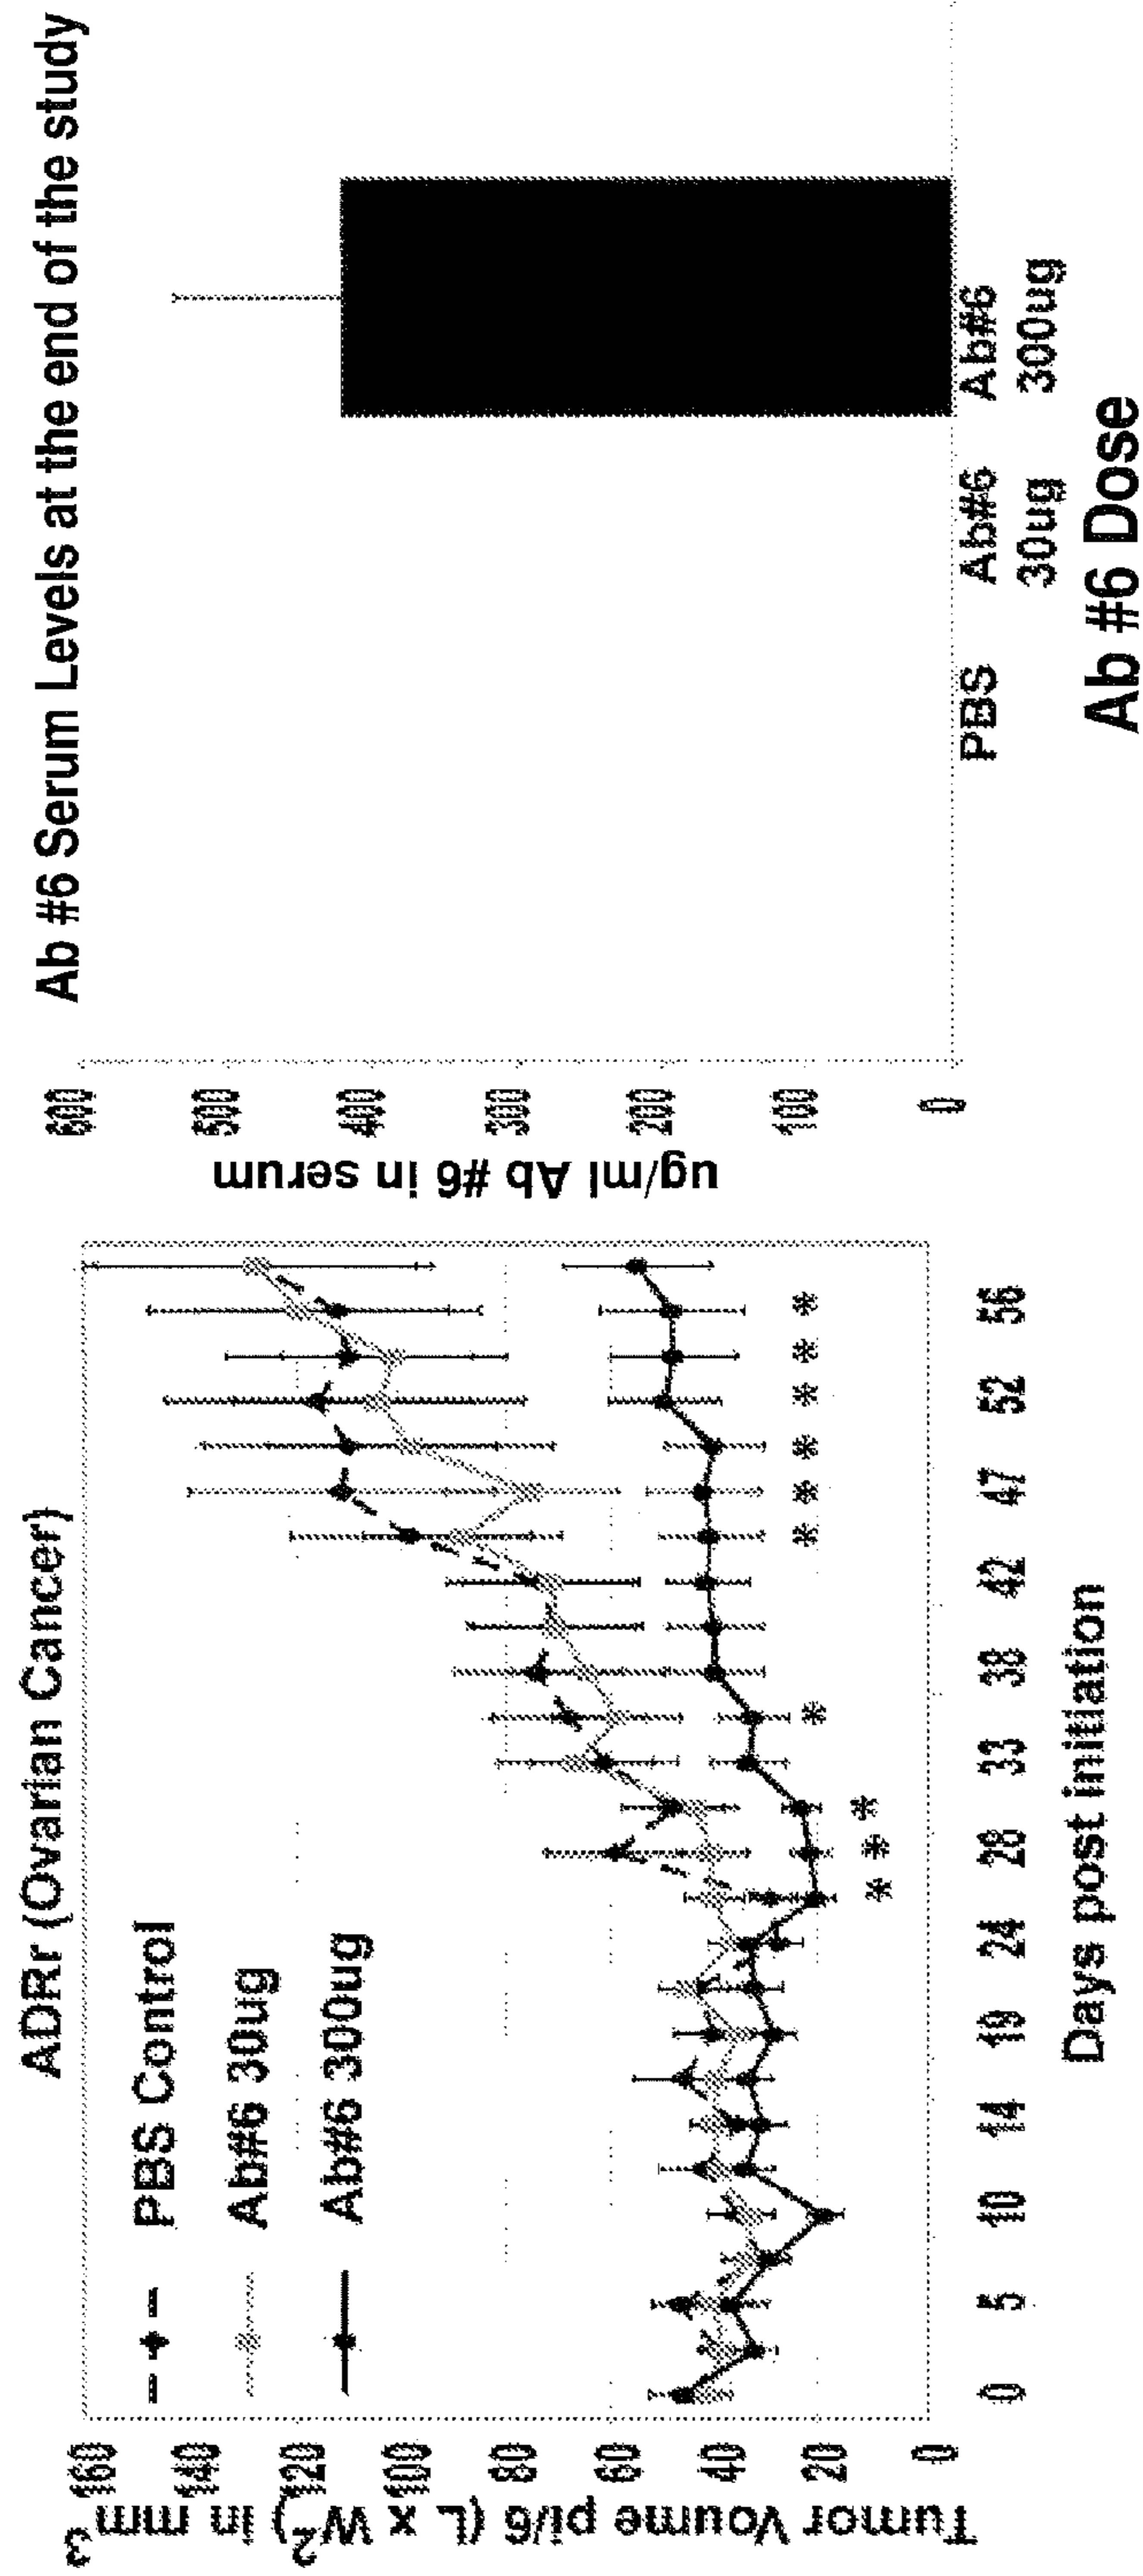 ADRr (Ovarian Cancer)
Tumor Voume pi/6 (L x W2) in mm3
160
140
120
100
80
60
40
20
0
PBS Control
Ab#6 30ug
Ab#6 300ug
* * * * * * * * * *
0 5 10 14 19 24 28 33 38 42 47 52 56
Days post initiation
Ab #6 Serum Levels at the end of the study
ug/ml Ab #6 in serum
600
500
400
300
200
100
0
PBS Ab#6 Ab#6
30ug 300ug
Ab #6 Dose